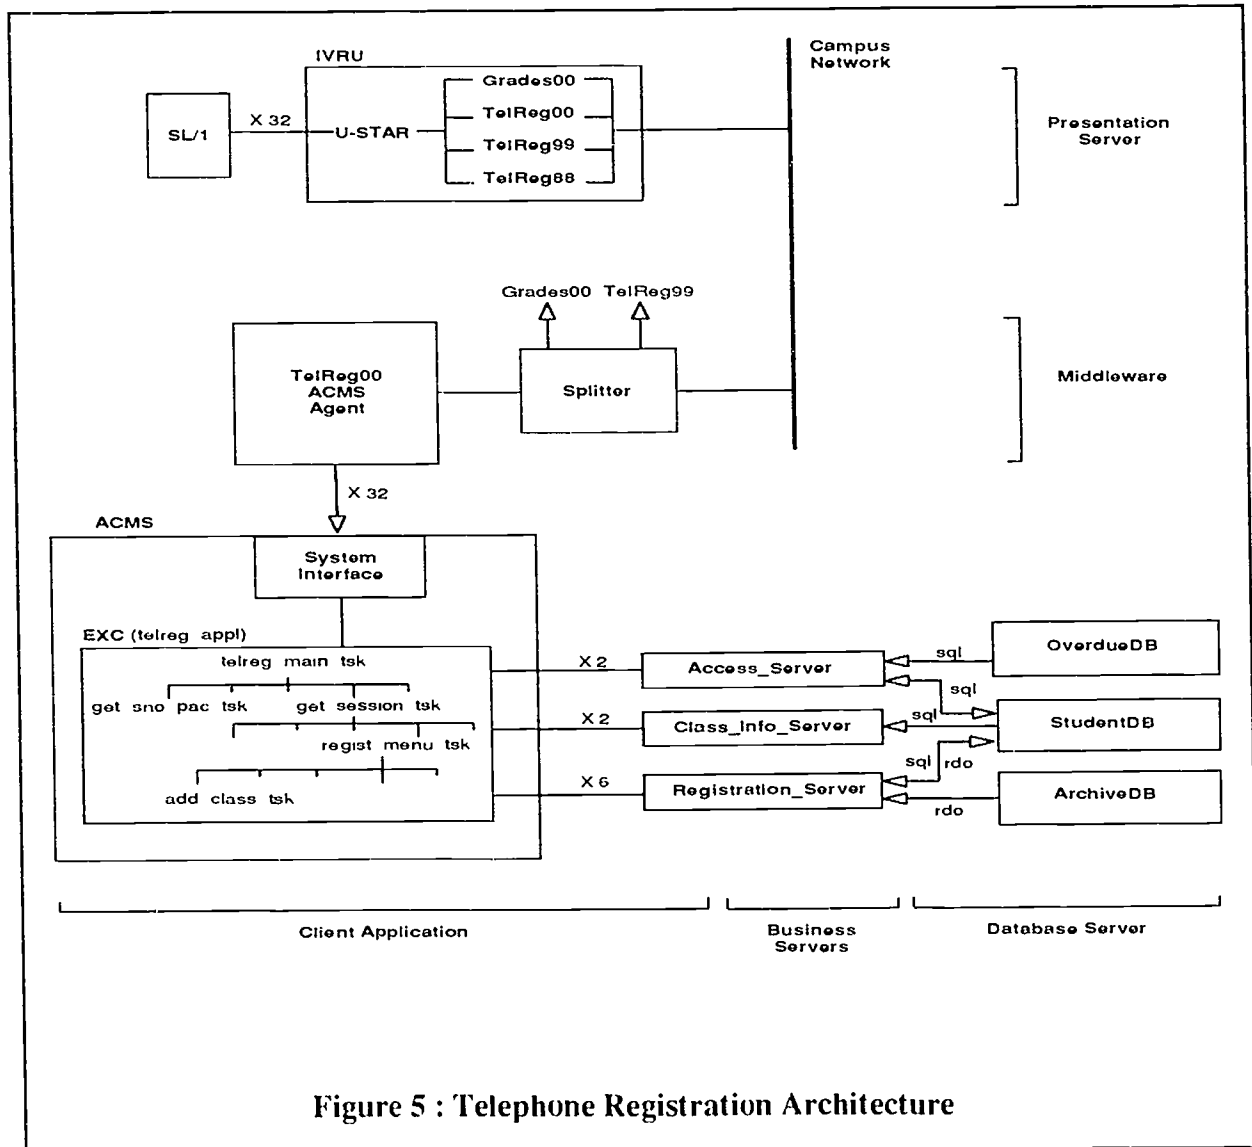 IVRU
Campus
Network
SL/1
X 32
U-STAR
Grades00
TelReg00
TelReg99
TelReg88
Presentation
Server
Grades00 TelReg99
TelReg00
ACMS
Agent
Splitter
Middleware
X 32
ACMS
System
Interface
EXC (telreg appl)
telreg main tsk
get sno pac tsk
get session tsk
regist menu tsk
add class tsk
X 2
Access_Server
sql
OverdueDB
sql
X 2
Class_Info_Server
sql
StudentDB
X 6
Registration_Server
sql rdo
rdo
ArchiveDB
Client Application
Business
Servers
Database Server
Figure 5 : Telephone Registration Architecture